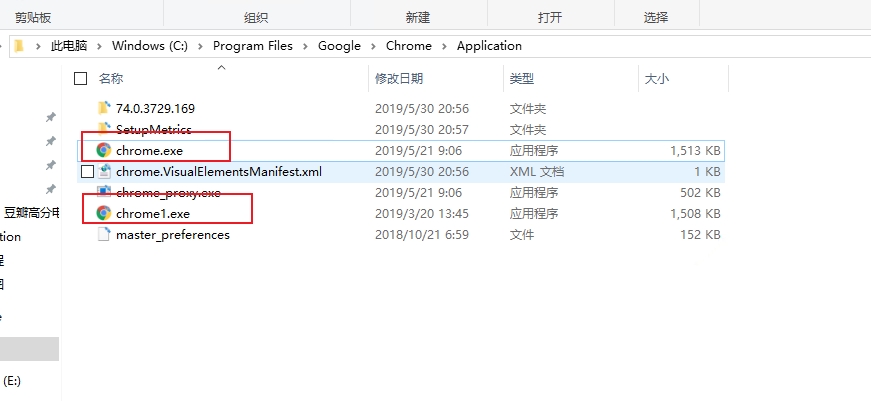 剪贴板 组织 新建 打开 选择
此电脑 Windows (C:) Program Files Google Chrome Application
名称 修改日期 类型 大小
74.0.3729.169 2019/5/30 20:56 文件夹
SetupMetrics 2019/5/30 20:57 文件夹
chrome.exe 2019/5/21 9:06 应用程序 1,513 KB
chrome.VisualElementsManifest.xml 2019/5/30 20:56 XML 文档 1 KB
chrome_proxy.exe 2019/5/21 9:06 应用程序 502 KB
豆瓣高分电 chrome1.exe 2019/3/20 13:45 应用程序 1,508 KB
tion master_preferences 2018/10/21 6:59 文件 152 KB
(E:)